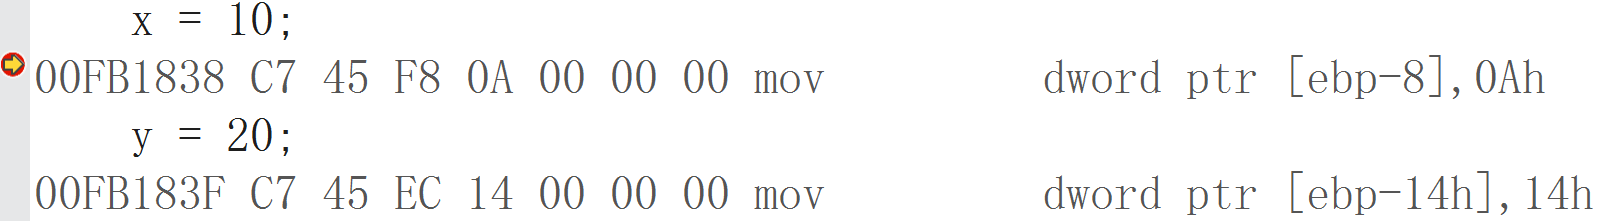 x = 10;
00FB1838 C7 45 F8 0A 00 00 00 mov dword ptr [ebp-8],0Ah
y = 20;
00FB183F C7 45 EC 14 00 00 00 mov dword ptr [ebp-14h],14h